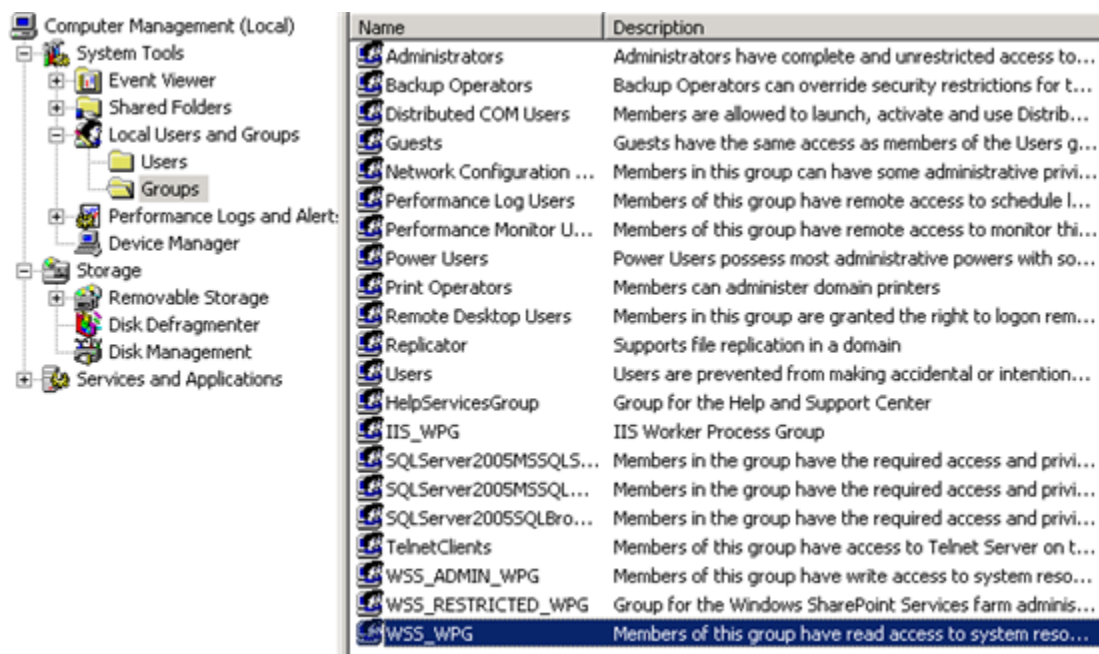 Computer Management (Local)
System Tools
Event Viewer
Shared Folders
Local Users and Groups
Users
Groups
Performance Logs and Alert
Device Manager
Storage
Removable Storage
Disk Defragmenter
Disk Management
Services and Applications
Name Description
Administrators Administrators have complete and unrestricted access to...
Backup Operators Backup Operators can override security restrictions for t...
Distributed COM Users Members are allowed to launch, activate and use Distrib...
Guests Guests have the same access as members of the Users g...
Network Configuration ... Members in this group can have some administrative privi...
Performance Log Users Members of this group have remote access to schedule l...
Performance Monitor U... Members of this group have remote access to monitor thi...
Power Users Power Users possess most administrative powers with so...
Print Operators Members can administer domain printers
Remote Desktop Users Members in this group are granted the right to logon rem...
Replicator Supports file replication in a domain
Users Users are prevented from making accidental or intention...
HelpServicesGroup Group for the Help and Support Center
IIS_WPG IIS Worker Process Group
SQLServer2005MSSQLS... Members in the group have the required access and privi...
SQLServer2005MSSQL... Members in the group have the required access and privi...
SQLServer2005SQLBro... Members in the group have the required access and privi...
TelnetClients Members of this group have access to Telnet Server on t...
WSS_ADMIN_WPG Members of this group have write access to system reso...
WSS_RESTRICTED_WPG Group for the Windows SharePoint Services farm adminis...
WSS_WPG Members of this group have read access to system reso...